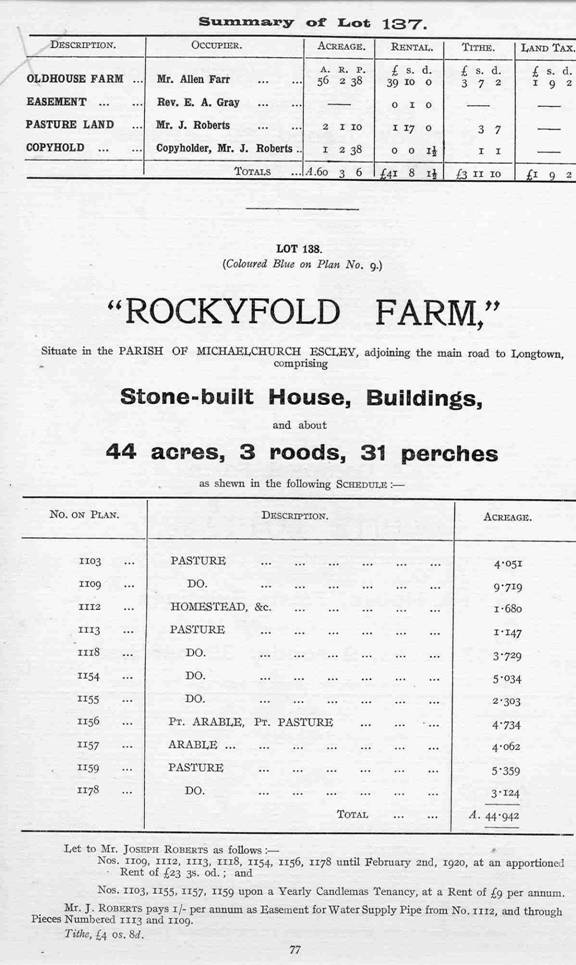 Summary of Lot 137.
DESCRIPTION. OCCUPIER. ACREAGE. RENTAL. TITHE. LAND TAX.
A. R. P. £ s. d. £ s. d. £ s. d.
OLDHOUSE FARM ... Mr. Allen Farr ... ... 56 2 38 39 10 0 3 7 2 1 9 2
EASEMENT ... ... Rev. E. A. Gray ... ... — 0 1 0 — —
PASTURE LAND ... Mr. J. Roberts ... ... 2 1 10 1 17 0 3 7 —
COPYHOLD ... ... Copyholder, Mr. J. Roberts .. 1 2 38 0 0 1½ 1 1 —
TOTALS ... A.60 3 6 £41 8 1½ £3 11 10 £1 9 2
LOT 138.
(Coloured Blue on Plan No. 9.)
“ROCKYFOLD FARM,”
Situate in the PARISH OF MICHAELCHURCH ESCLEY, adjoining the main road to Longtown,
comprising
Stone-built House, Buildings,
and about
44 acres, 3 roods, 31 perches
as shewn in the following SCHEDULE :—
NO. ON PLAN. DESCRIPTION. ACREAGE.
1103 ... PASTURE ... ... ... ... ... ... 4·051
1109 ... DO. ... ... ... ... ... ... 9·719
1112 ... HOMESTEAD, &c. ... ... ... ... ... 1·680
1113 ... PASTURE ... ... ... ... ... ... 1·147
1118 ... DO. ... ... ... ... ... ... 3·729
1154 ... DO. ... ... ... ... ... ... 5·034
1155 ... DO. ... ... ... ... ... ... 2·303
1156 ... PT. ARABLE, PT. PASTURE ... ... ... 4·734
1157 ... ARABLE ... ... ... ... ... ... ... 4·062
1159 ... PASTURE ... ... ... ... ... ... 5·359
1178 ... DO. ... ... ... ... ... ... 3·124
TOTAL ... ... A. 44·942
Let to Mr. JOSEPH ROBERTS as follows :—
Nos. 1109, 1112, 1113, 1118, 1154, 1156, 1178 until February 2nd, 1920, at an apportioned
Rent of £23 3s. 0d. ; and
Nos. 1103, 1155, 1157, 1159 upon a Yearly Candlemas Tenancy, at a Rent of £9 per annum.
Mr. J. ROBERTS pays 1/- per annum as Easement for Water Supply Pipe from No. 1112, and through
Pieces Numbered 1113 and 1109.
Tithe, £4 0s. 8d.
77